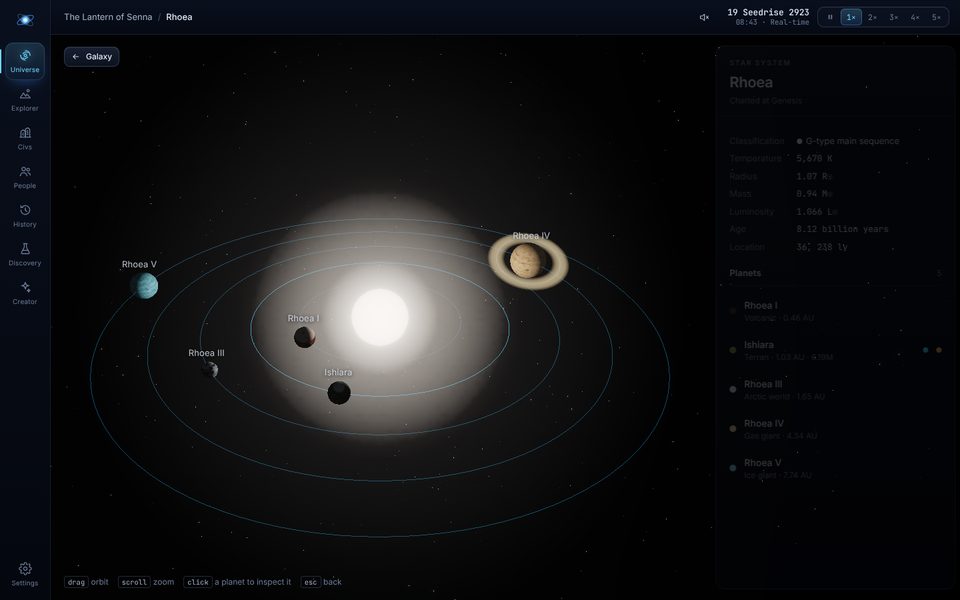 The Lantern of Senna / Rhoea
19 Seedrise 2923
08:43 · Real-time
1× 2× 3× 4× 5×
← Galaxy
Universe
Explorer
Civs
People
History
Discovery
Creator
Settings
Rhoea IV
Rhoea V
Rhoea I
Rhoea III
Ishiara
STAR SYSTEM
Rhoea
Charted at Genesis
Classification G-type main sequence
Temperature 5,670 K
Radius 1.07 R
Mass 0.94 M
Luminosity 1.066 L
Age 8.12 billion years
Location 238 ly
Planets 5
Rhoea I
Volcanic · 0.46 AU
Ishiara
Terran · 1.03 AU
Rhoea III
Arctic world · 1.65 AU
Rhoea IV
Gas giant · 4.54 AU
Rhoea V
Ice giant · 7.74 AU
drag orbit scroll zoom click a planet to inspect it esc back